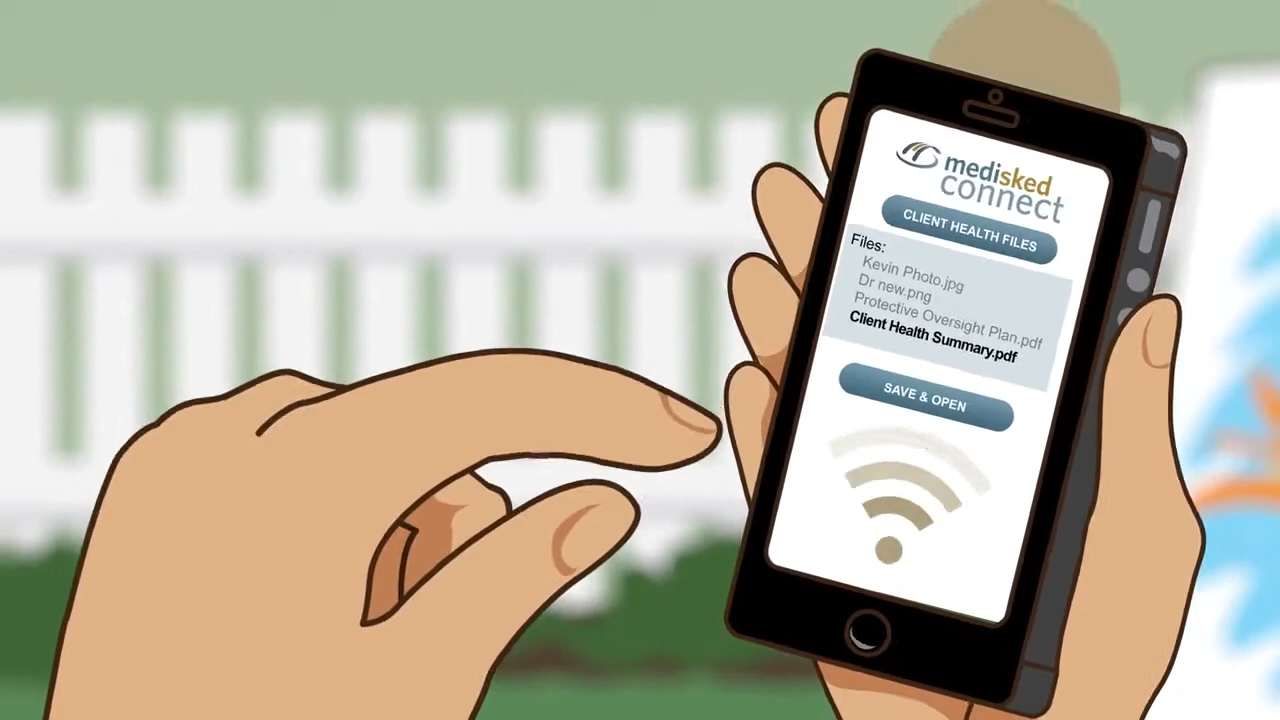 medisked
connect
CLIENT HEALTH FILES
Files:
Kevin Photo.jpg
Dr new.png
Protective Oversight Plan.pdf
Client Health Summary.pdf
SAVE & OPEN